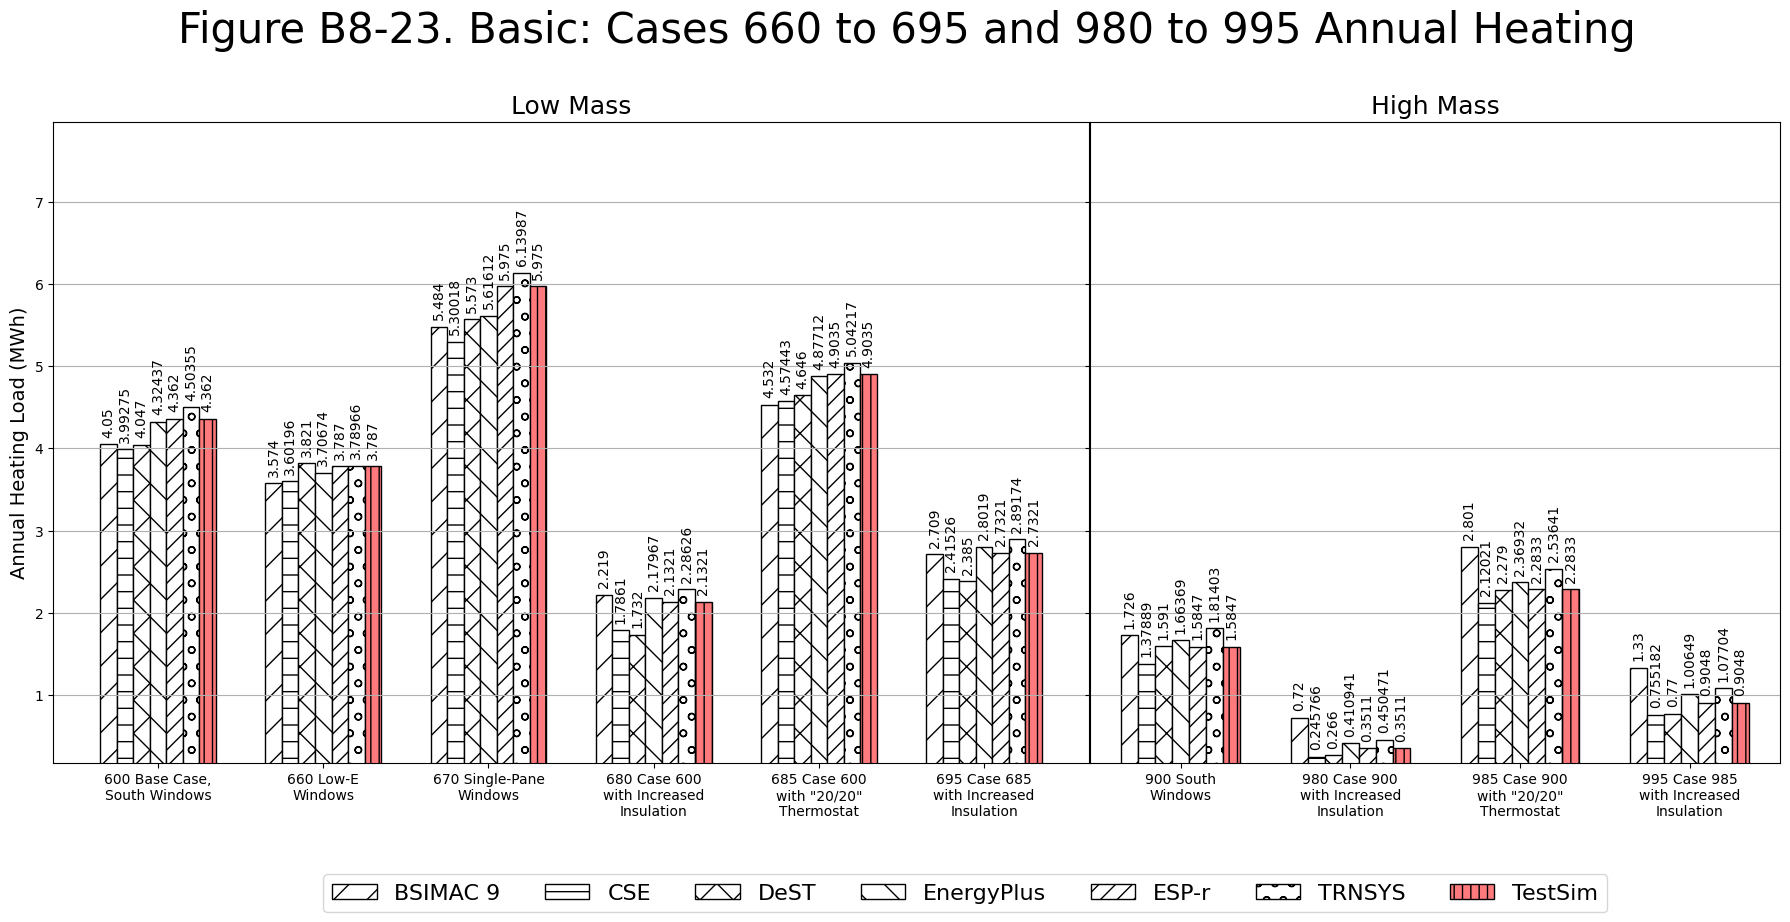 Figure B8-23. Basic: Cases 660 to 695 and 980 to 995 Annual Heating
Low Mass
High Mass
Annual Heating Load (MWh)
7
6
5
4
3
2
1
4.05
3.99275
4.047
4.32437
4.362
4.50355
4.362
3.574
3.60196
3.821
3.70674
3.787
3.78966
3.787
5.484
5.30018
5.573
5.61612
5.975
6.13987
5.975
2.219
1.7861
1.732
2.17967
2.1321
2.28626
2.1321
4.532
4.57443
4.646
4.87712
4.9035
5.04217
4.9035
2.709
2.41526
2.385
2.8019
2.7321
2.89174
2.7321
1.726
1.37889
1.591
1.66369
1.5847
1.81403
1.5847
0.72
0.245766
0.266
0.410941
0.3511
0.450471
0.3511
2.801
2.12021
2.279
2.36932
2.2833
2.53641
2.2833
1.33
0.755182
0.77
1.00649
0.9048
1.07704
0.9048
600 Base Case,
South Windows
660 Low-E
Windows
670 Single-Pane
Windows
680 Case 600
with Increased
Insulation
685 Case 600
with "20/20"
Thermostat
695 Case 685
with Increased
Insulation
900 South
Windows
980 Case 900
with Increased
Insulation
985 Case 900
with "20/20"
Thermostat
995 Case 985
with Increased
Insulation
BSIMAC 9
CSE
DeST
EnergyPlus
ESP-r
TRNSYS
TestSim